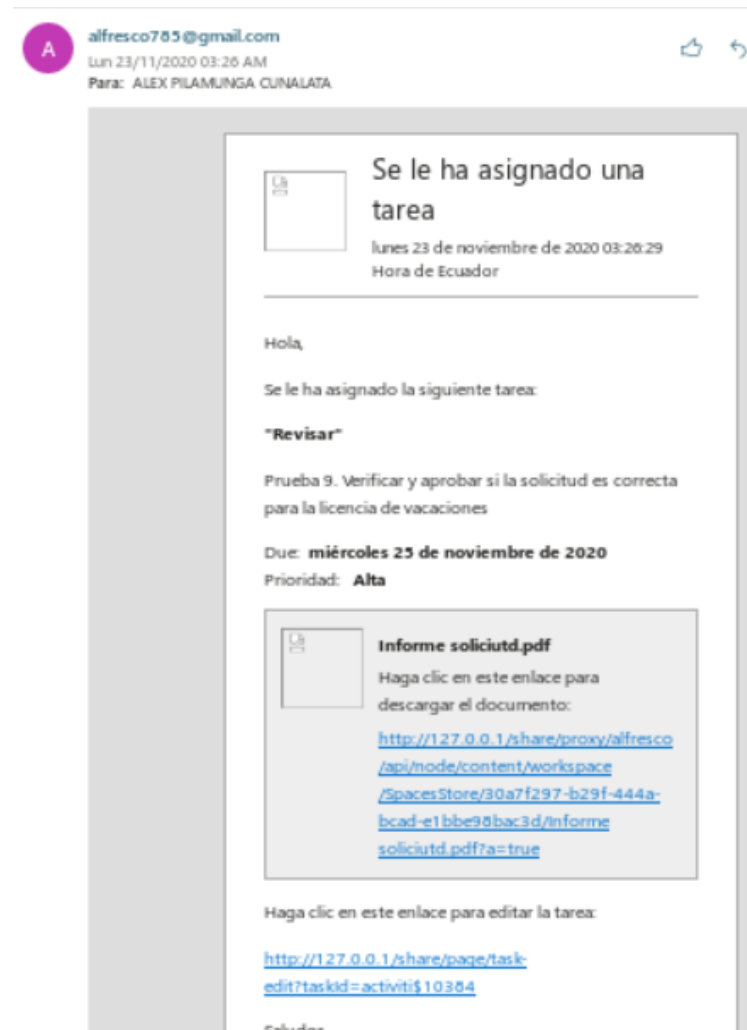 A
alfresco785@gmail.com
Lun 23/11/2020 03:26 AM
Para: ALEX PILAMUNGA CUNALATA
Se le ha asignado una
tarea
lunes 23 de noviembre de 2020 03:26:29
Hora de Ecuador
Hola,
Se le ha asignado la siguiente tarea:
"Revisar"
Prueba 9. Verificar y aprobar si la solicitud es correcta
para la licencia de vacaciones
Due: miércoles 25 de noviembre de 2020
Prioridad: Alta
Informe soliciutd.pdf
Haga clic en este enlace para
descargar el documento:
http://127.0.0.1/share/proxy/alfresco
/api/node/content/workspace
/SpacesStore/30a7f297-b29f-444a-
bcad-e1bbe98bac3d/Informe
soliciutd.pdf?a=true
Haga clic en este enlace para editar la tarea:
http://127.0.0.1/share/page/task-
edit?taskId=activiti$10384